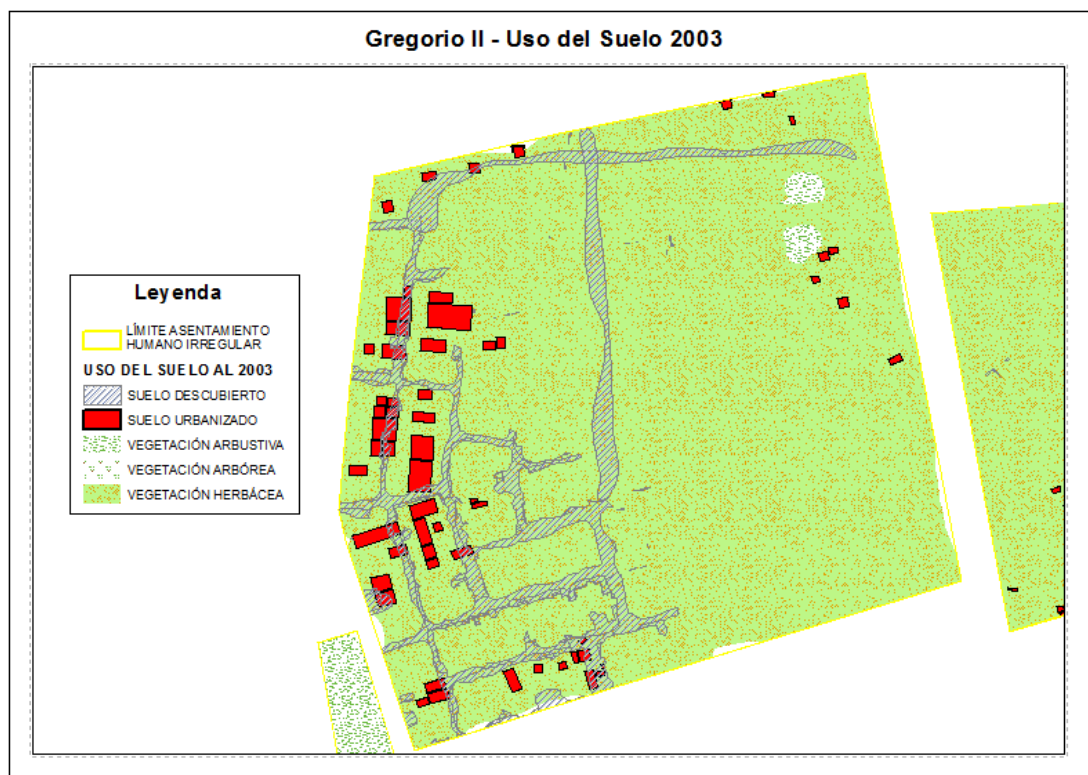 Gregorio II - Uso del Suelo 2003
Leyenda
LÍMITE ASENTAMIENTO
HUMANO IRREGULAR
USO DEL SUELO AL 2003
SUELO DESCUBIERTO
SUELO URBANIZADO
VEGETACIÓN ARBUSTIVA
VEGETACIÓN ARBÓREA
VEGETACIÓN HERBÁCEA